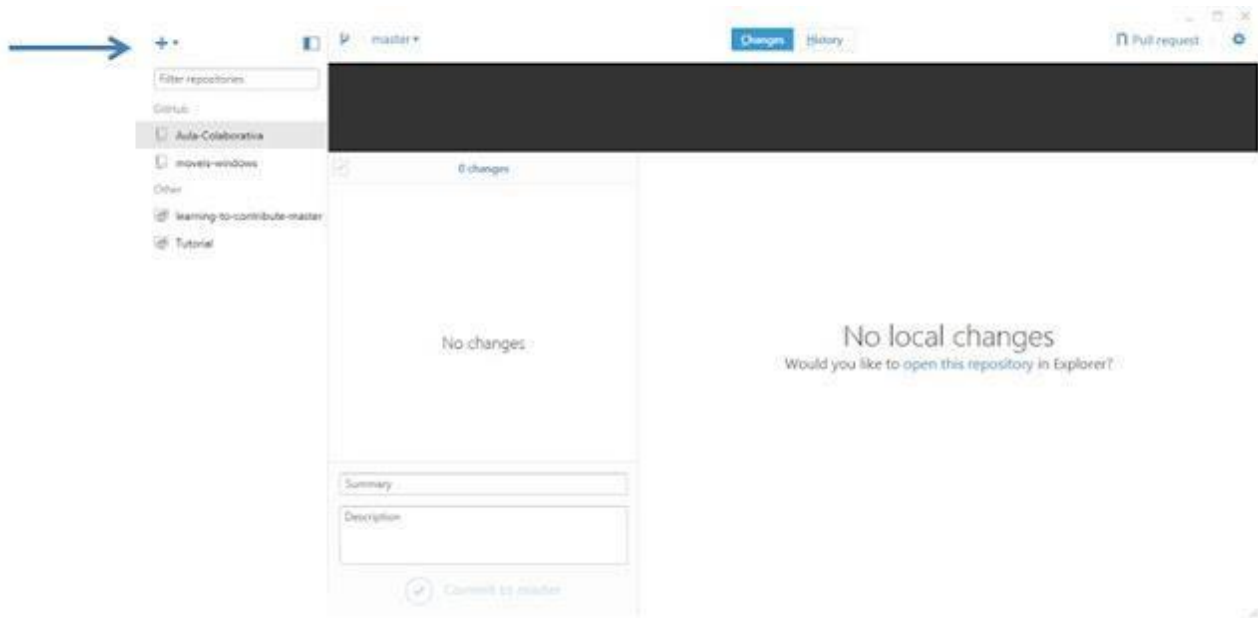 master
Changes
History
Pull request
Filter repositories
GitHub
Aula-Colaborativa
moveis-windows
Other
learning-to-contribute-master
Tutorial
0 changes
No changes
No local changes
Would you like to open this repository in Explorer?
Summary
Description
Commit to master